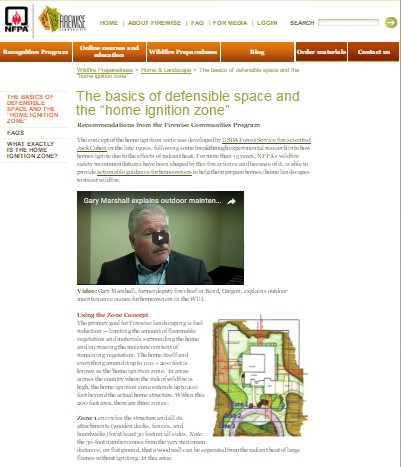 NFPA
FIREWISE
COMMUNITIES
HOME | ABOUT FIREWISE | FAQ | FOR MEDIA | LOGIN
SEARCH
Recognition Program
Online courses and
education
Wildfire Preparedness
Blog
Order materials
Contact us
Wildfire Preparedness > Home & Landscape > The basics of defensible space and the
"home ignition zone"
THE BASICS OF
DEFENSIBLE
SPACE AND THE
"HOME IGNITION
ZONE"
FAQS
WHAT EXACTLY
IS THE HOME
IGNITION ZONE?
The basics of defensible space and
the “home ignition zone”
Recommendations from the Firewise Communities Program
The concept of the home ignition zone was developed by USDA Forest Service fire scientist
Jack Cohen in the late 1990s, following some breakthrough experimental research into how
homes ignite due to the effects of radiant heat. For more than 15 years, NFPA's wildfire
safety recommendations have been shaped by this fire science and because of it, is able to
provide actionable guidance for homeowners to help them prepare homes/home landscapes
to resist wildfire.
Gary Marshall explains outdoor mainten...
Video: Gary Marshall, former deputy fire chief in Bend, Oregon, explains outdoor
maintenance issues for homeowners in the WUI.
Using the Zone Concept
The primary goal for Firewise landscaping is fuel
reduction — limiting the amount of flammable
vegetation and materials surrounding the home
and increasing the moisture content of
remaining vegetation. The home itself and
everything around it up to 100 – 200 feet is
known as the 'home ignition zone.' In areas
across the country where the risk of wildfire is
high, the home ignition zone extends up to 200
feet beyond the actual home structure. Within this
200 foot area, there are three zones:
Zone 1 encircles the structure and all its
attachments (wooden decks, fences, and
boardwalks) for at least 30 feet on all sides. Note:
the 30-foot number comes from the very minimum
distance, on flat ground, that a wood wall can be separated from the radiant heat of large
flames without igniting. In this area:
Zone 1
Zone 2
Zone 3